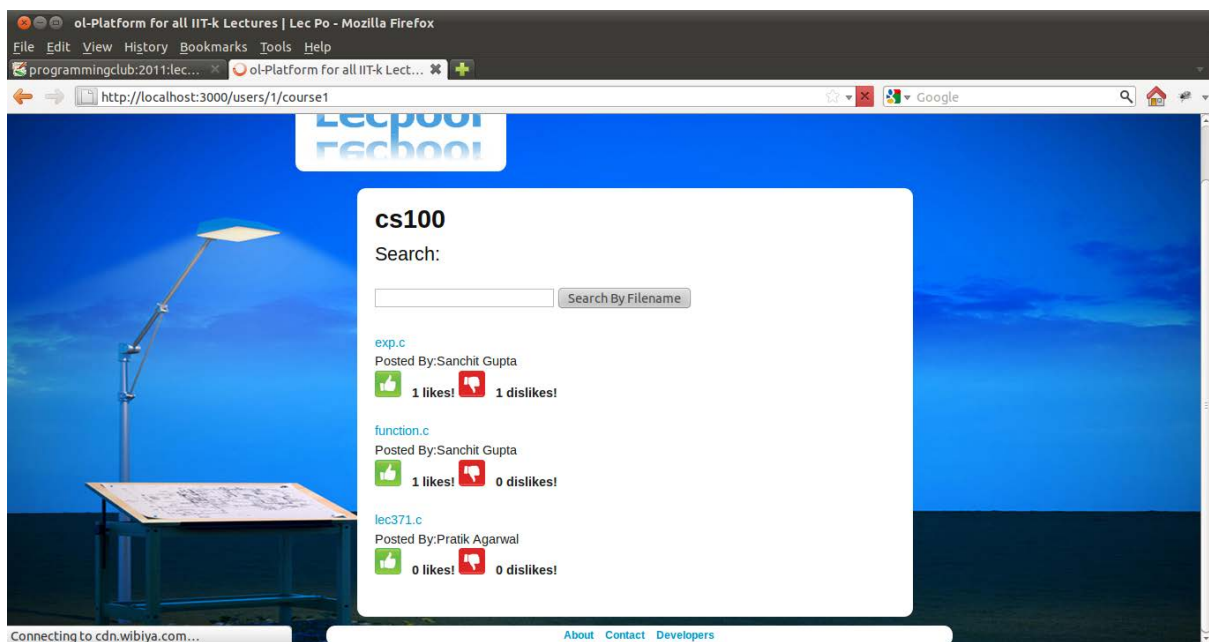 ol-Platform for all IIT-k Lectures | Lec Po - Mozilla Firefox
File Edit View History Bookmarks Tools Help
programmingclub:2011:lec... ol-Platform for all IIT-k Lect...
http://localhost:3000/users/1/course1 Google
Lecpool
cs100
Search:
Search By Filename
exp.c
Posted By:Sanchit Gupta
1 likes! 1 dislikes!
function.c
Posted By:Sanchit Gupta
1 likes! 0 dislikes!
lec371.c
Posted By:Pratik Agarwal
0 likes! 0 dislikes!
About Contact Developers
Connecting to cdn.wibiya.com...